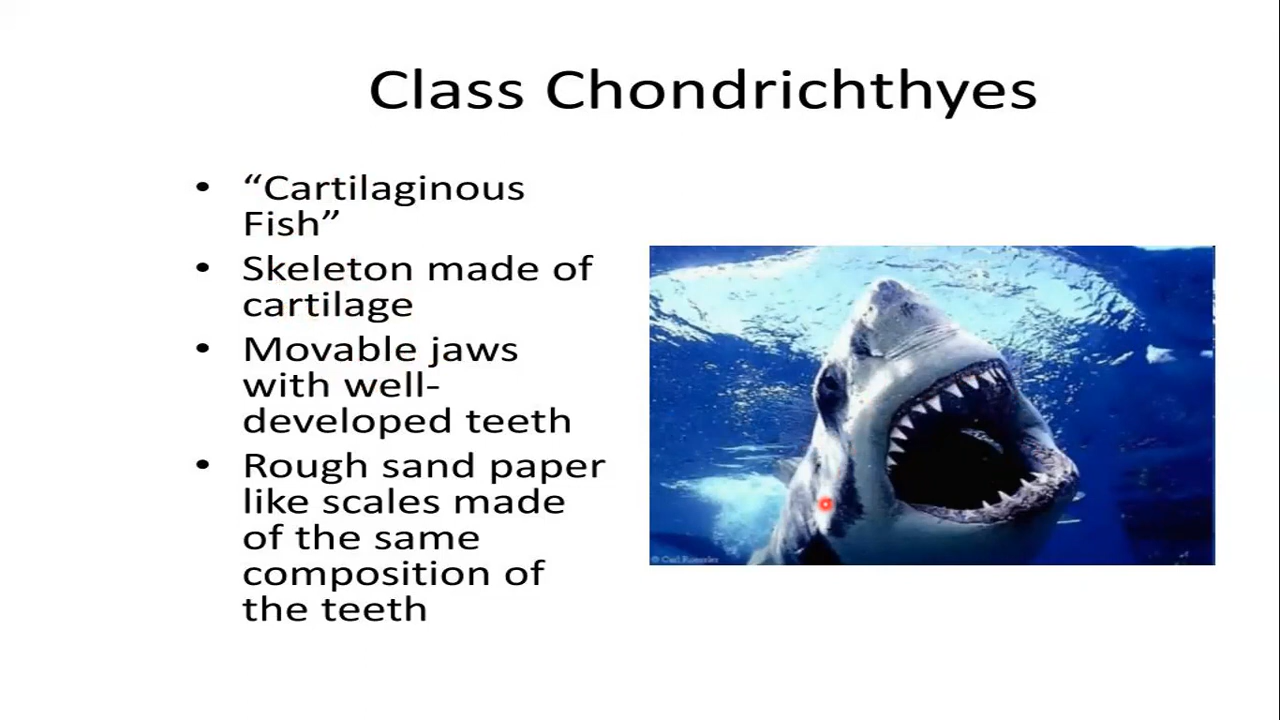 Class Chondrichthyes
• “Cartilaginous
Fish”
• Skeleton made of
cartilage
• Movable jaws
with well-
developed teeth
• Rough sand paper
like scales made
of the same
composition of
the teeth